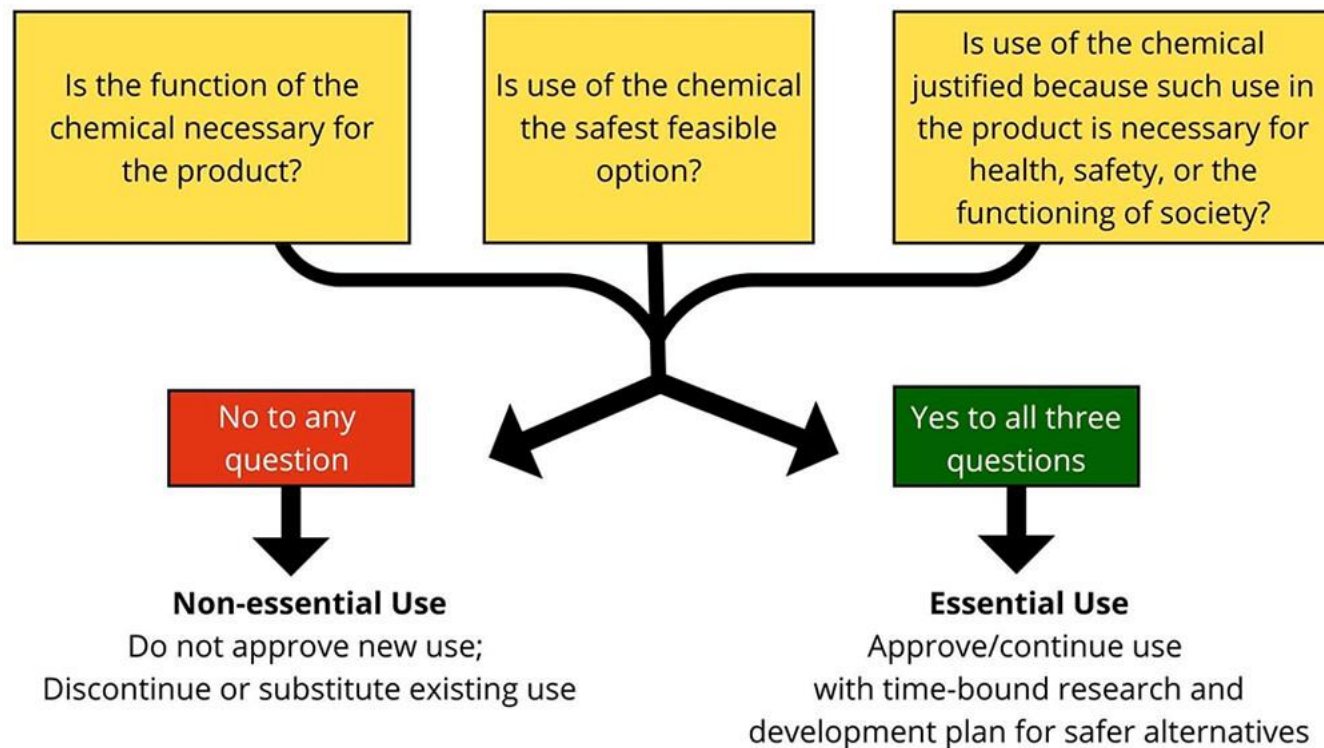 Is the function of the
chemical necessary for
the product?
Is use of the chemical
the safest feasible
option?
Is use of the chemical
justified because such use in
the product is necessary for
health, safety, or the
functioning of society?
No to any
question
Yes to all three
questions
Non-essential Use
Do not approve new use;
Discontinue or substitute existing use
Essential Use
Approve/continue use
with time-bound research and
development plan for safer alternatives